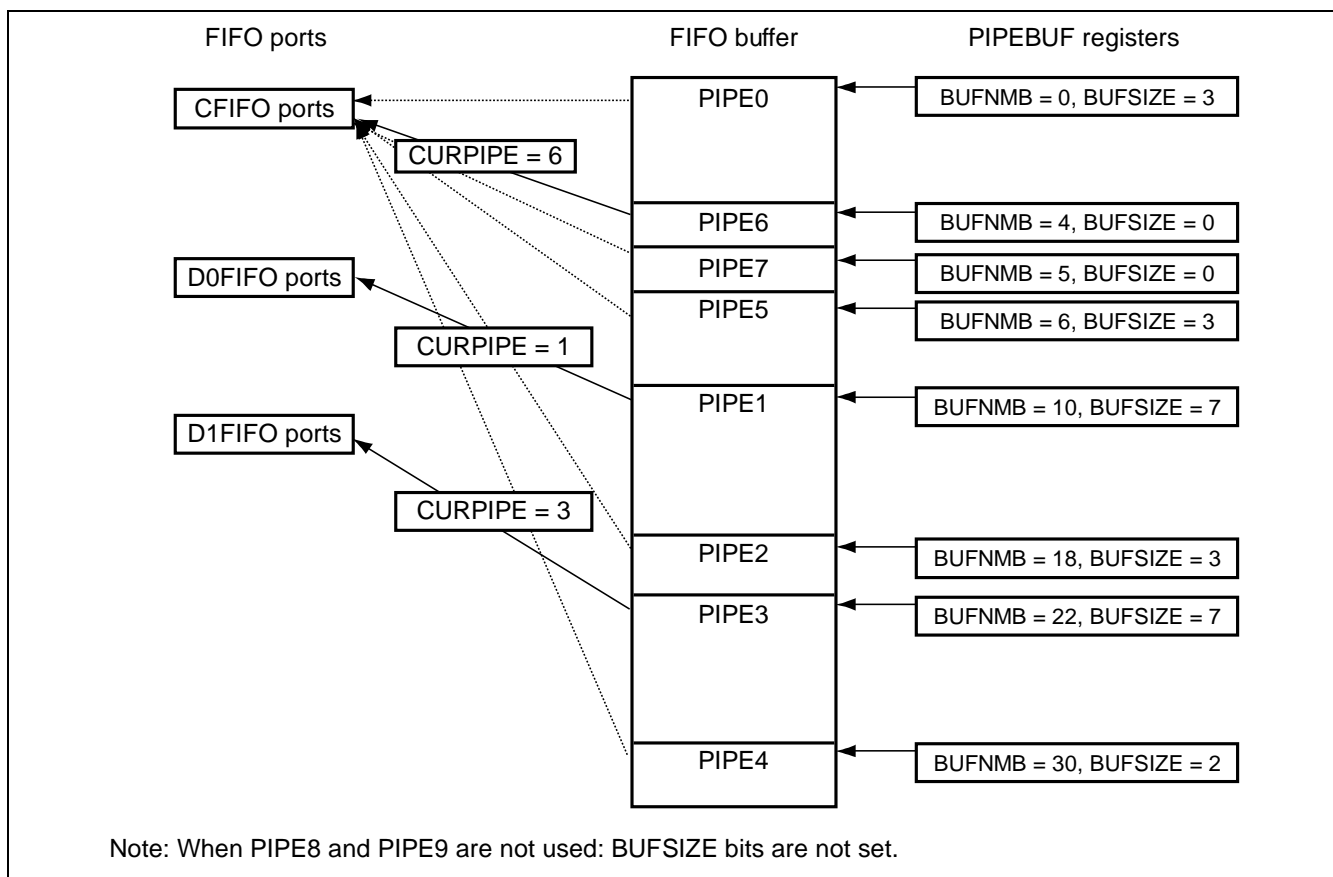 FIFO ports FIFO buffer PIPEBUF registers
CFIFO ports
D0FIFO ports
D1FIFO ports
CURPIPE = 6
CURPIPE = 1
CURPIPE = 3
PIPE0
PIPE6
PIPE7
PIPE5
PIPE1
PIPE2
PIPE3
PIPE4
BUFNMB = 0, BUFSIZE = 3
BUFNMB = 4, BUFSIZE = 0
BUFNMB = 5, BUFSIZE = 0
BUFNMB = 6, BUFSIZE = 3
BUFNMB = 10, BUFSIZE = 7
BUFNMB = 18, BUFSIZE = 3
BUFNMB = 22, BUFSIZE = 7
BUFNMB = 30, BUFSIZE = 2
Note: When PIPE8 and PIPE9 are not used: BUFSIZE bits are not set.